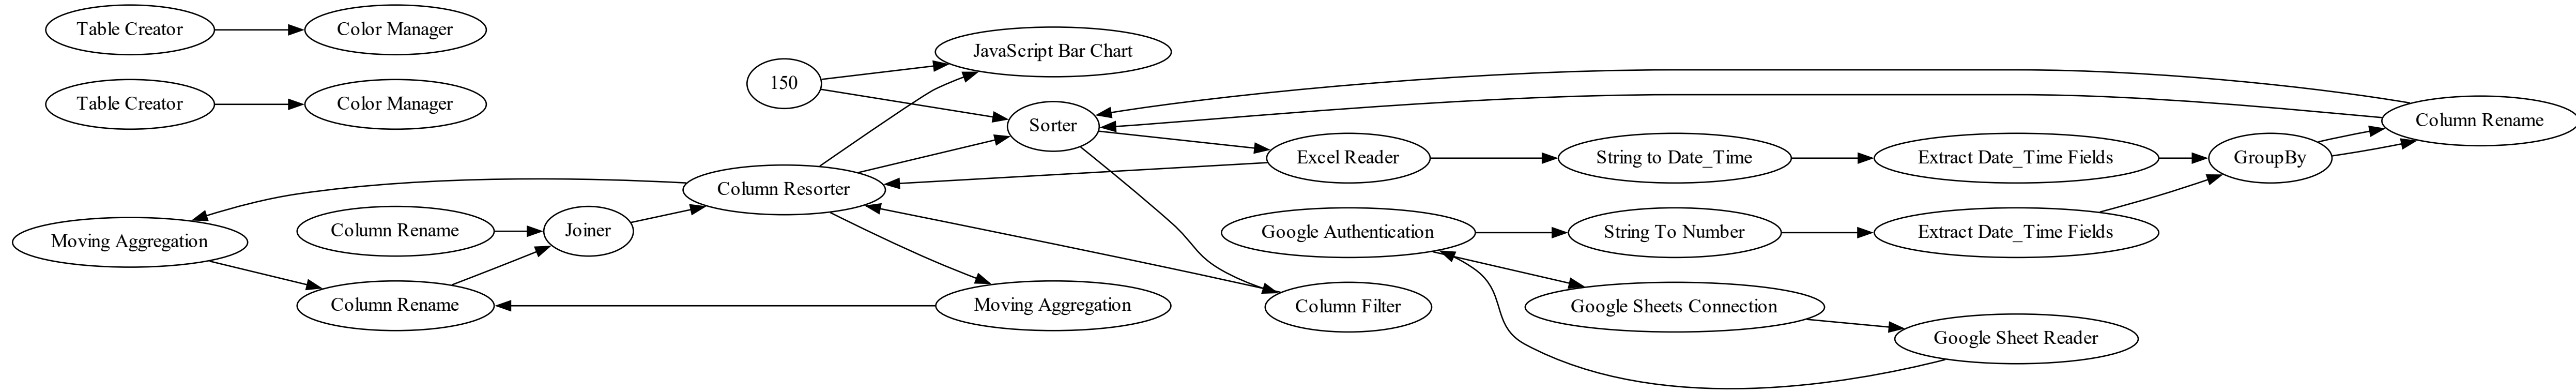 Table Creator
Color Manager
Table Creator
Color Manager
JavaScript Bar Chart
150
Sorter
Column Rename
Excel Reader
String to Date_Time
Extract Date_Time Fields
GroupBy
Column Resorter
Moving Aggregation
Column Rename
Joiner
Google Authentication
String To Number
Extract Date_Time Fields
Column Rename
Moving Aggregation
Column Filter
Google Sheets Connection
Google Sheet Reader